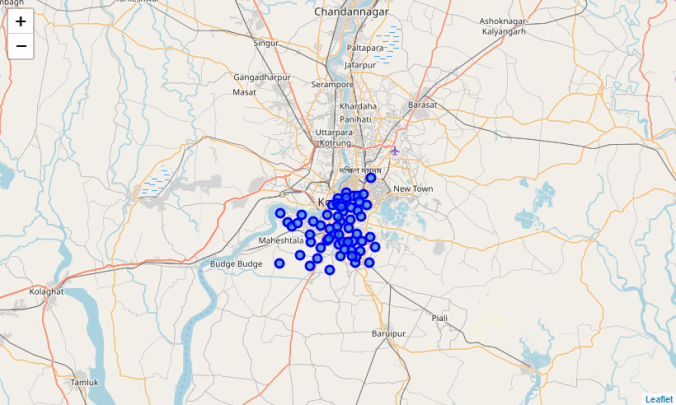 Chandannagar
Ashoknagar-
Kalyangarh
Singur
Paltapara
Jafarpur
Gangadharpur
Masat
Serampore
Khardaha
Barasat
Panihati
Uttarpara
Kotrung
New Town
Maheshtala
Budge Budge
Kolaghat
Piali
Baruipur
Tamluk
+
−
Leaflet